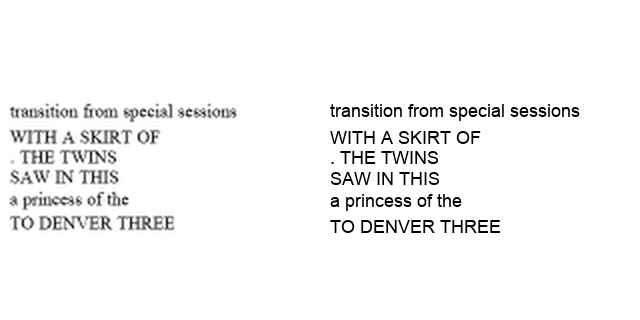 transition from special sessions
WITH A SKIRT OF
. THE TWINS
SAW IN THIS
a princess of the
TO DENVER THREE
transition from special sessions
WITH A SKIRT OF
. THE TWINS
SAW IN THIS
a princess of the
TO DENVER THREE